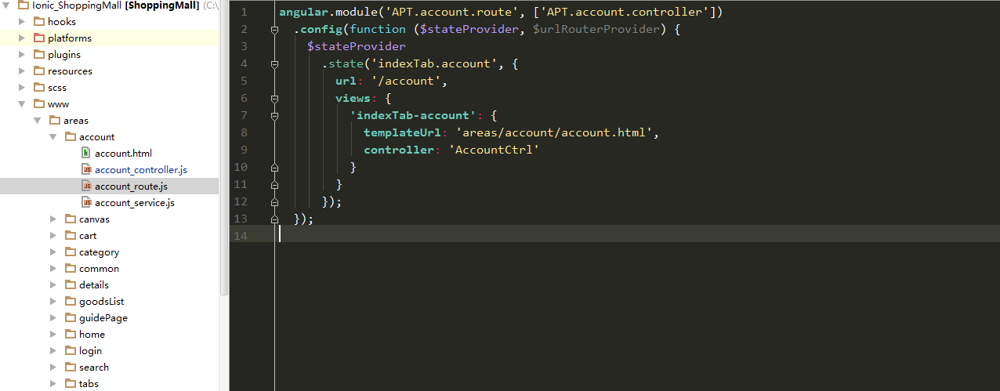 Ionic_ShoppingMall [ShoppingMall] (C:\
hooks
platforms
plugins
resources
scss
www
areas
account
account.html
account_controller.js
account_route.js
account_service.js
canvas
cart
category
common
details
goodsList
guidePage
home
login
search
tabs
1 angular.module('APT.account.route', ['APT.account.controller'])
2 .config(function ($stateProvider, $urlRouterProvider) {
3 $stateProvider
4 .state('indexTab.account', {
5 url: '/account',
6 views: {
7 'indexTab-account': {
8 templateUrl: 'areas/account/account.html',
9 controller: 'AccountCtrl'
10 }
11 }
12 });
13 });
14